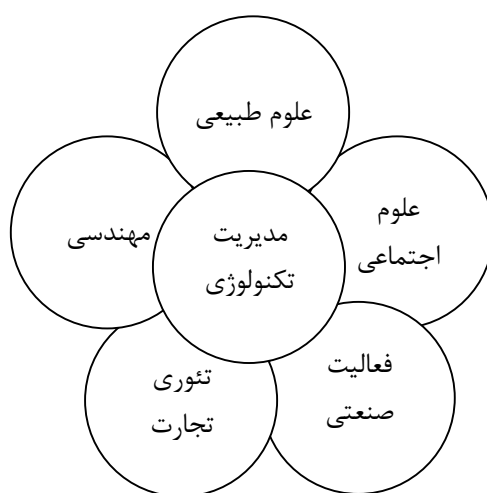 علوم طبیعی
علوم
اجتماعی
مهندسی
مدیریت
تکنولوژی
فعالیت
صنعتی
تئوری
تجارت